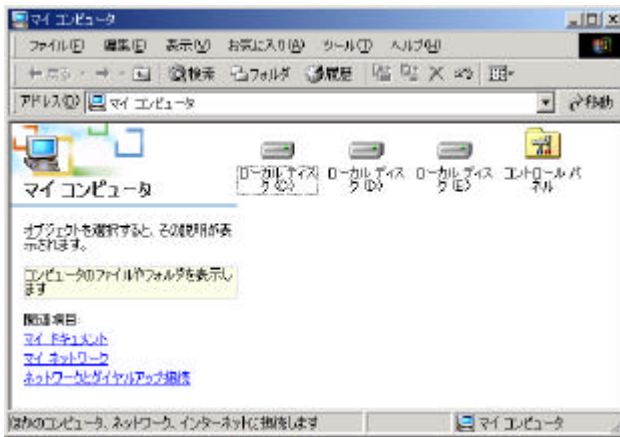 マイ コンピュータ
ファイル(F) 編集(E) 表示(V) お気に入り(A) ツール(T) ヘルプ(H)
戻る 検索 フォルダ 履歴
アドレス(D) マイ コンピュータ 移動
ローカル ディスク (C:)
ローカル ディスク (D:)
ローカル ディスク (E:)
コントロール パネル
マイ コンピュータ
オブジェクトを選択すると、その説明が表
示されます。
コンピュータのファイルやフォルダを表示し
ます
関連項目:
マイ ドキュメント
マイ ネットワーク
ネットワークとダイヤルアップ接続
ほかのコンピュータ、ネットワーク、インターネットに接続します マイ コンピュータ